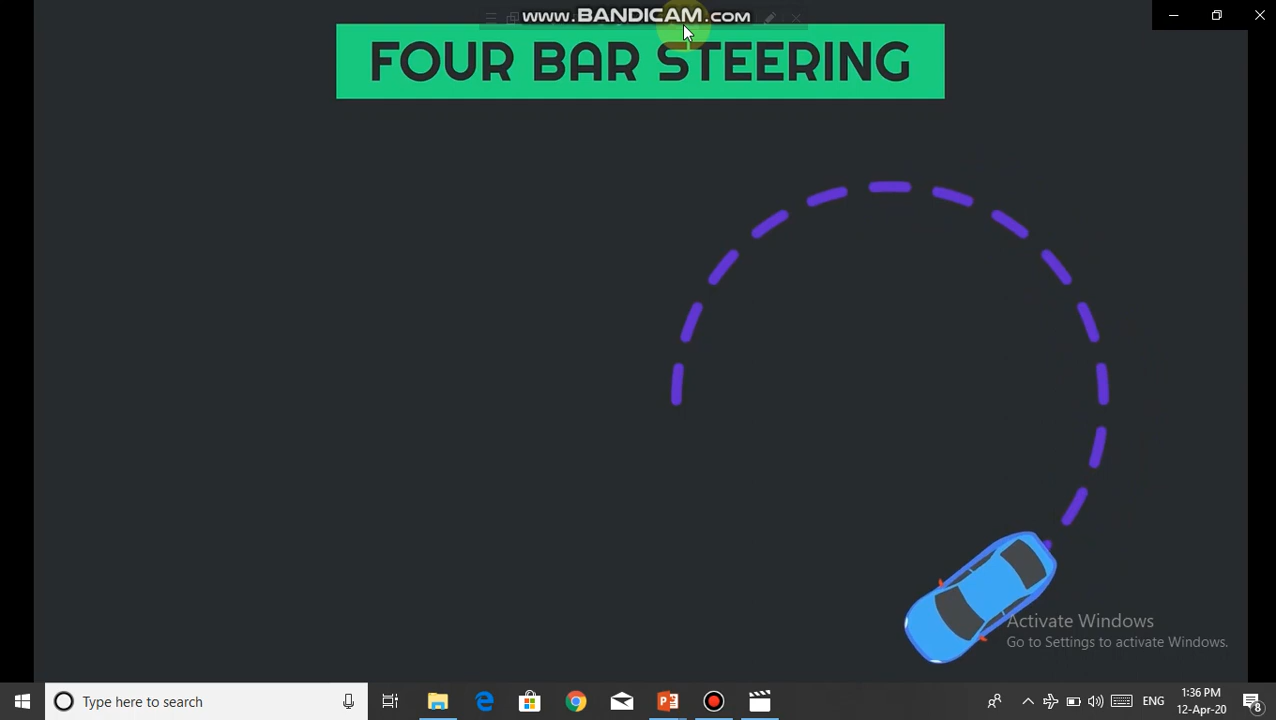 www.BANDICAM.com
FOUR BAR STEERING
Activate Windows
Go to Settings to activate Windows.
Type here to search
ENG
1:36 PM
12-Apr-20
8